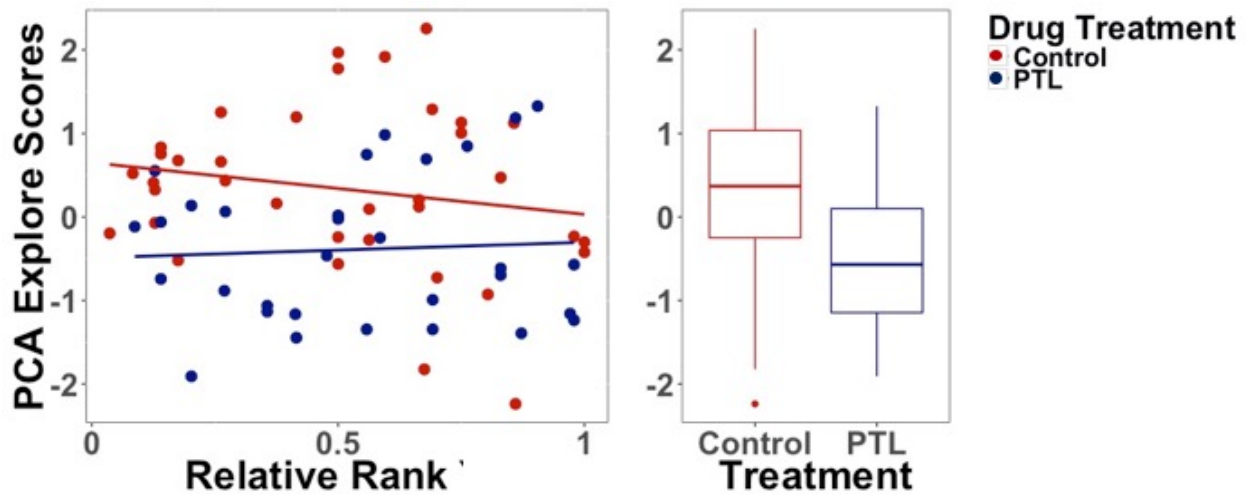 PCA Explore Scores
2
1
0
-1
-2
0
0.5
1
Relative Rank `
2
1
0
-1
-2
Control
PTL
Treatment
Drug Treatment
Control
PTL